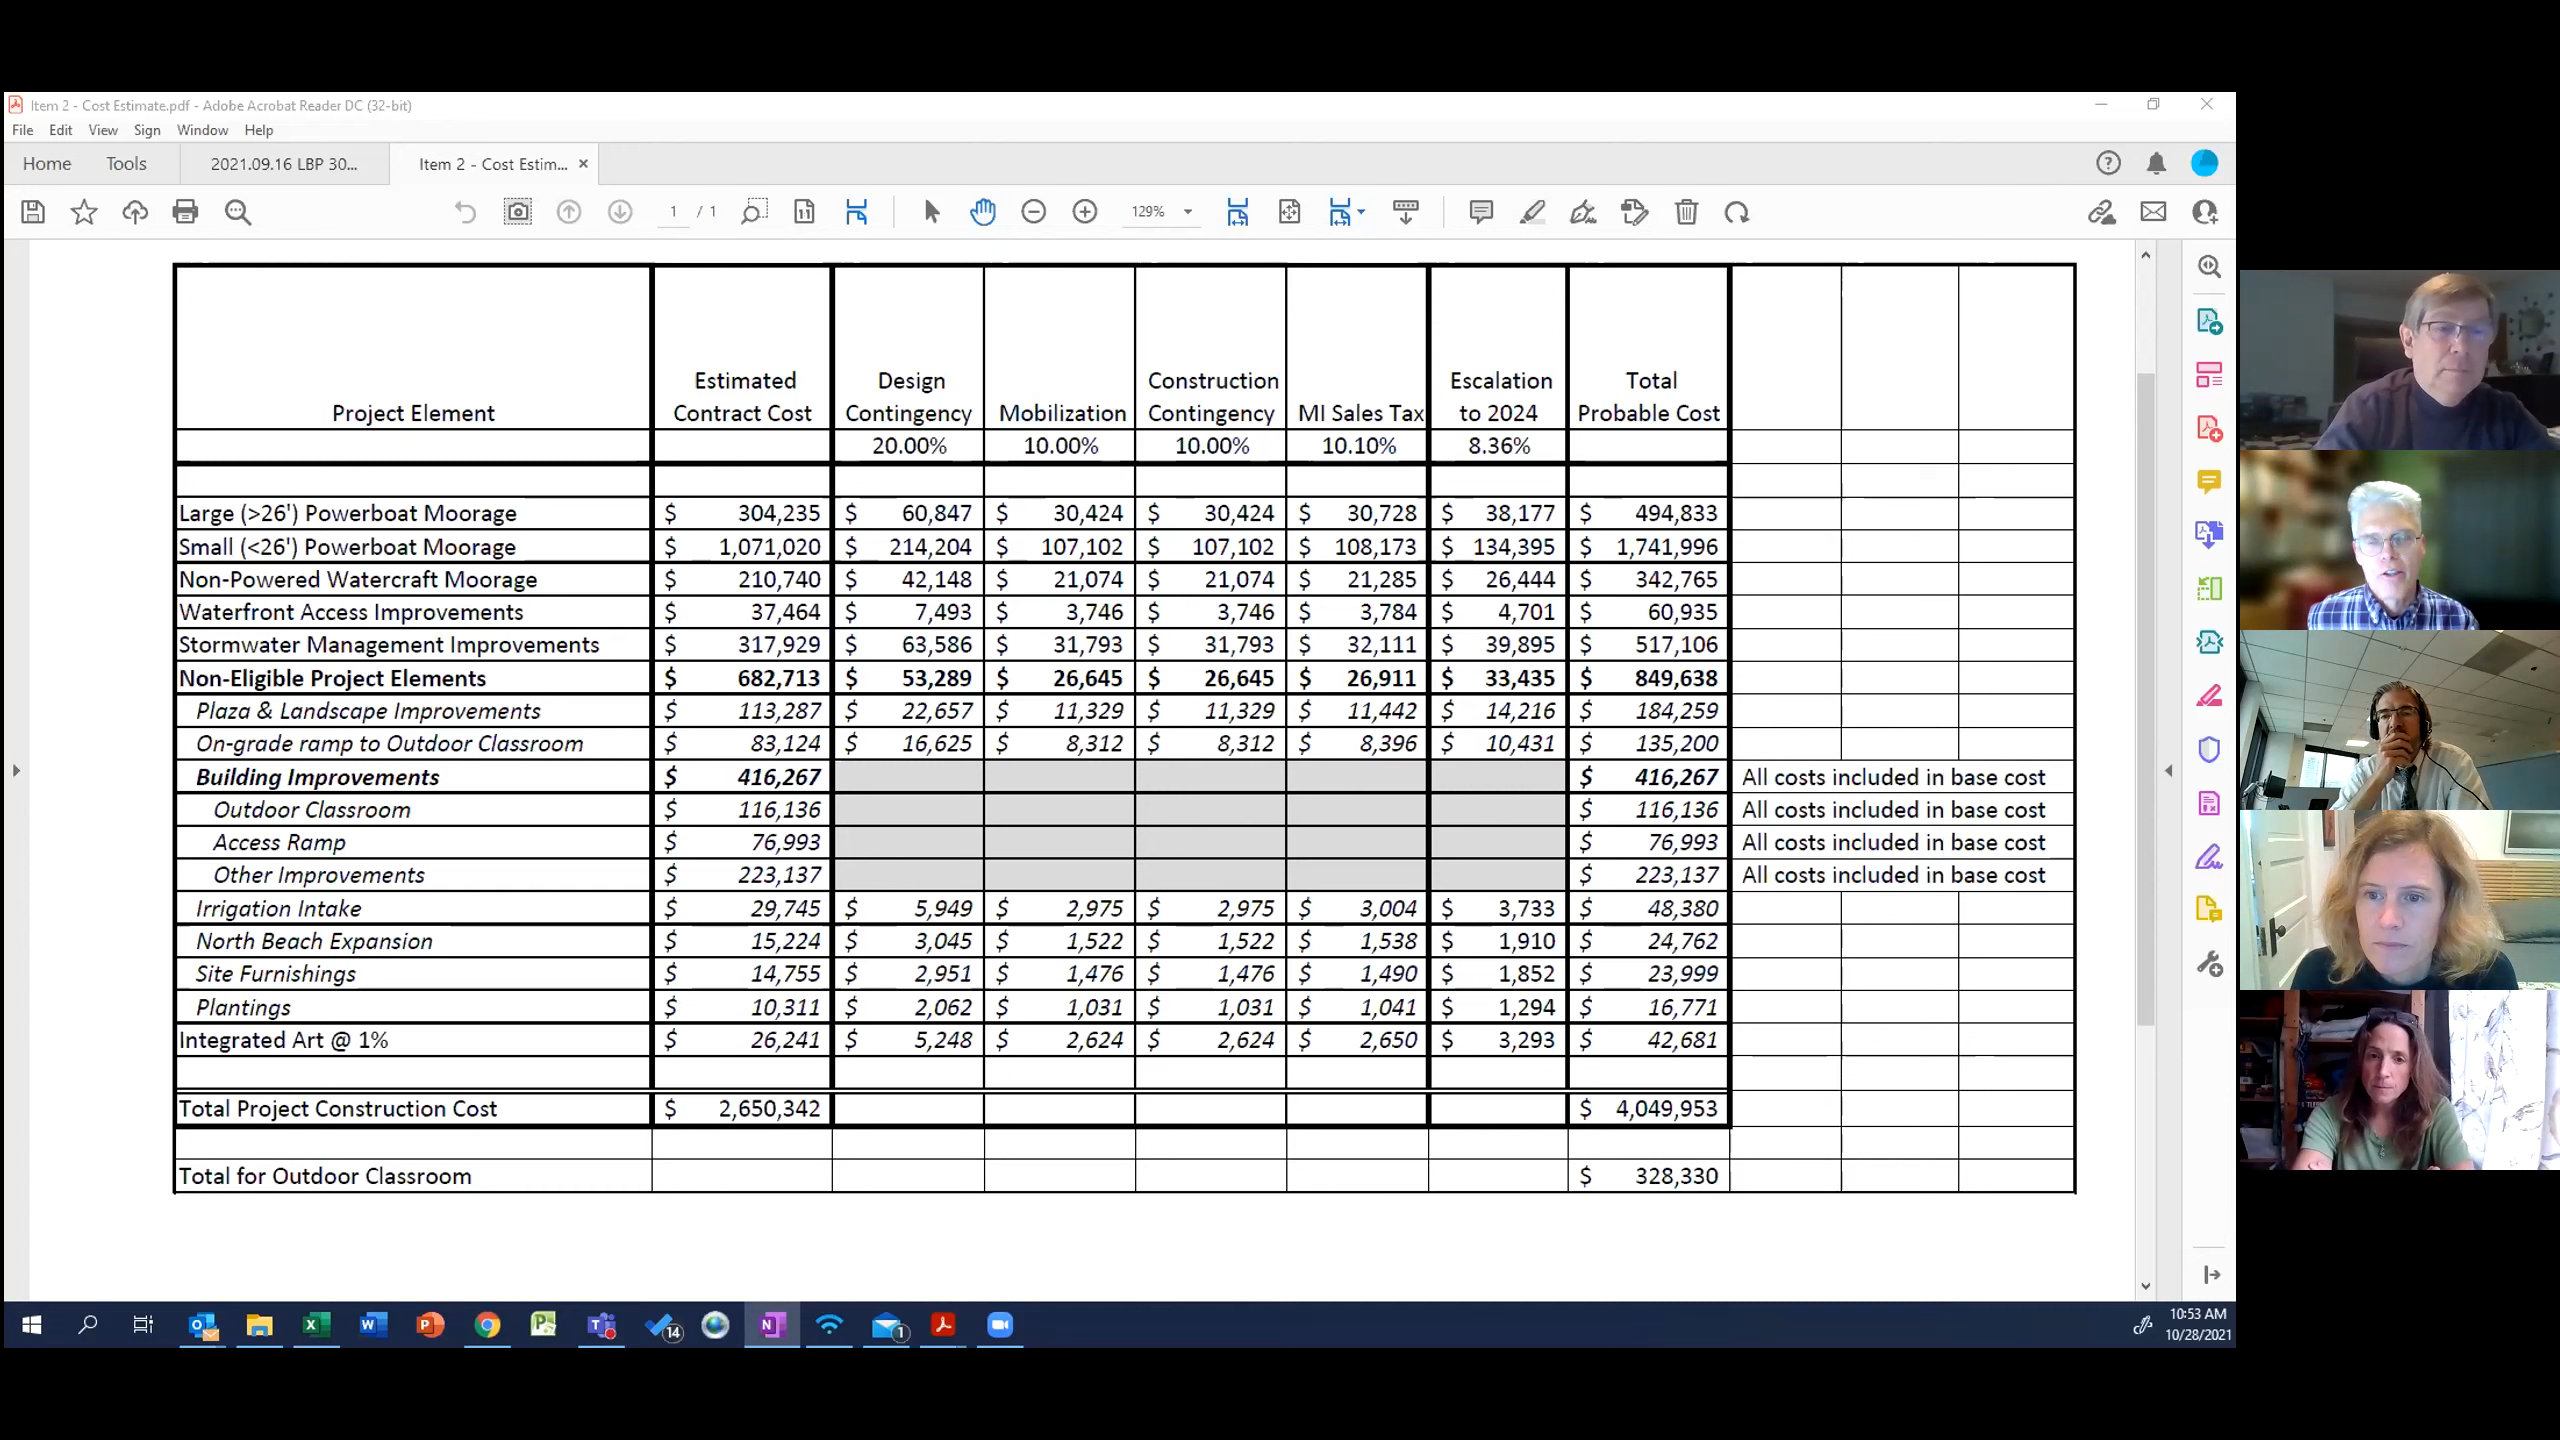 Item 2 - Cost Estimate.pdf - Adobe Acrobat Reader DC (32-bit)
File Edit View Sign Window Help
Home Tools 2021.09.16 LBP 30... Item 2 - Cost Estim... ×
1 / 1 129%
Project Element Estimated Contract Cost Design Contingency Mobilization Construction Contingency MI Sales Tax Escalation to 2024 Total Probable Cost
20.00% 10.00% 10.00% 10.10% 8.36%
Large (>26') Powerboat Moorage $ 304,235 $ 60,847 $ 30,424 $ 30,424 $ 30,728 $ 38,177 $ 494,833
Small (<26') Powerboat Moorage $ 1,071,020 $ 214,204 $ 107,102 $ 107,102 $ 108,173 $ 134,395 $ 1,741,996
Non-Powered Watercraft Moorage $ 210,740 $ 42,148 $ 21,074 $ 21,074 $ 21,285 $ 26,444 $ 342,765
Waterfront Access Improvements $ 37,464 $ 7,493 $ 3,746 $ 3,746 $ 3,784 $ 4,701 $ 60,935
Stormwater Management Improvements $ 317,929 $ 63,586 $ 31,793 $ 31,793 $ 32,111 $ 39,895 $ 517,106
Non-Eligible Project Elements $ 682,713 $ 53,289 $ 26,645 $ 26,645 $ 26,911 $ 33,435 $ 849,638
Plaza & Landscape Improvements $ 113,287 $ 22,657 $ 11,329 $ 11,329 $ 11,442 $ 14,216 $ 184,259
On-grade ramp to Outdoor Classroom $ 83,124 $ 16,625 $ 8,312 $ 8,312 $ 8,396 $ 10,431 $ 135,200
Building Improvements $ 416,267 $ 416,267 All costs included in base cost
Outdoor Classroom $ 116,136 $ 116,136 All costs included in base cost
Access Ramp $ 76,993 $ 76,993 All costs included in base cost
Other Improvements $ 223,137 $ 223,137 All costs included in base cost
Irrigation Intake $ 29,745 $ 5,949 $ 2,975 $ 2,975 $ 3,004 $ 3,733 $ 48,380
North Beach Expansion $ 15,224 $ 3,045 $ 1,522 $ 1,522 $ 1,538 $ 1,910 $ 24,762
Site Furnishings $ 14,755 $ 2,951 $ 1,476 $ 1,476 $ 1,490 $ 1,852 $ 23,999
Plantings $ 10,311 $ 2,062 $ 1,031 $ 1,031 $ 1,041 $ 1,294 $ 16,771
Integrated Art @ 1% $ 26,241 $ 5,248 $ 2,624 $ 2,624 $ 2,650 $ 3,293 $ 42,681
Total Project Construction Cost $ 2,650,342 $ 4,049,953
Total for Outdoor Classroom $ 328,330
14 1
10:53 AM
10/28/2021